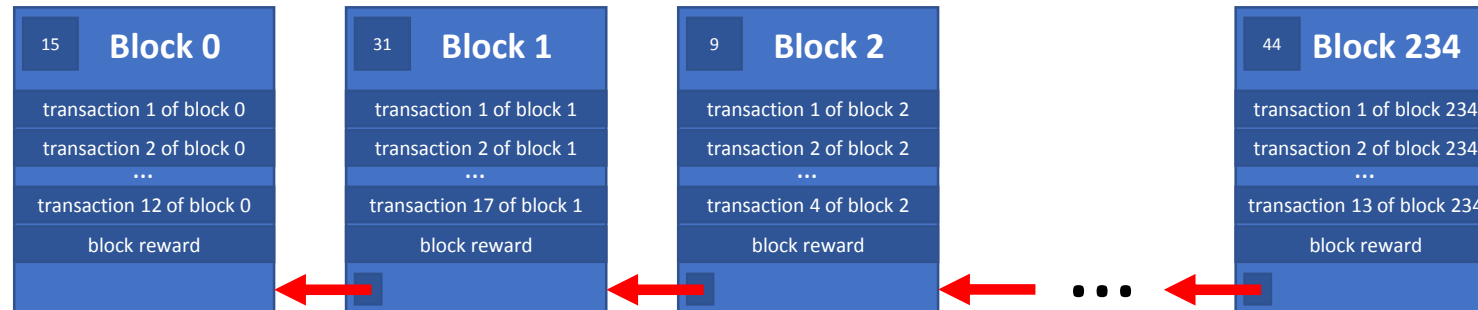 15 Block 0
transaction 1 of block 0
transaction 2 of block 0
...
transaction 12 of block 0
block reward
31 Block 1
transaction 1 of block 1
transaction 2 of block 1
...
transaction 17 of block 1
block reward
9 Block 2
transaction 1 of block 2
transaction 2 of block 2
...
transaction 4 of block 2
block reward
...
44 Block 234
transaction 1 of block 234
transaction 2 of block 234
...
transaction 13 of block 234
block reward